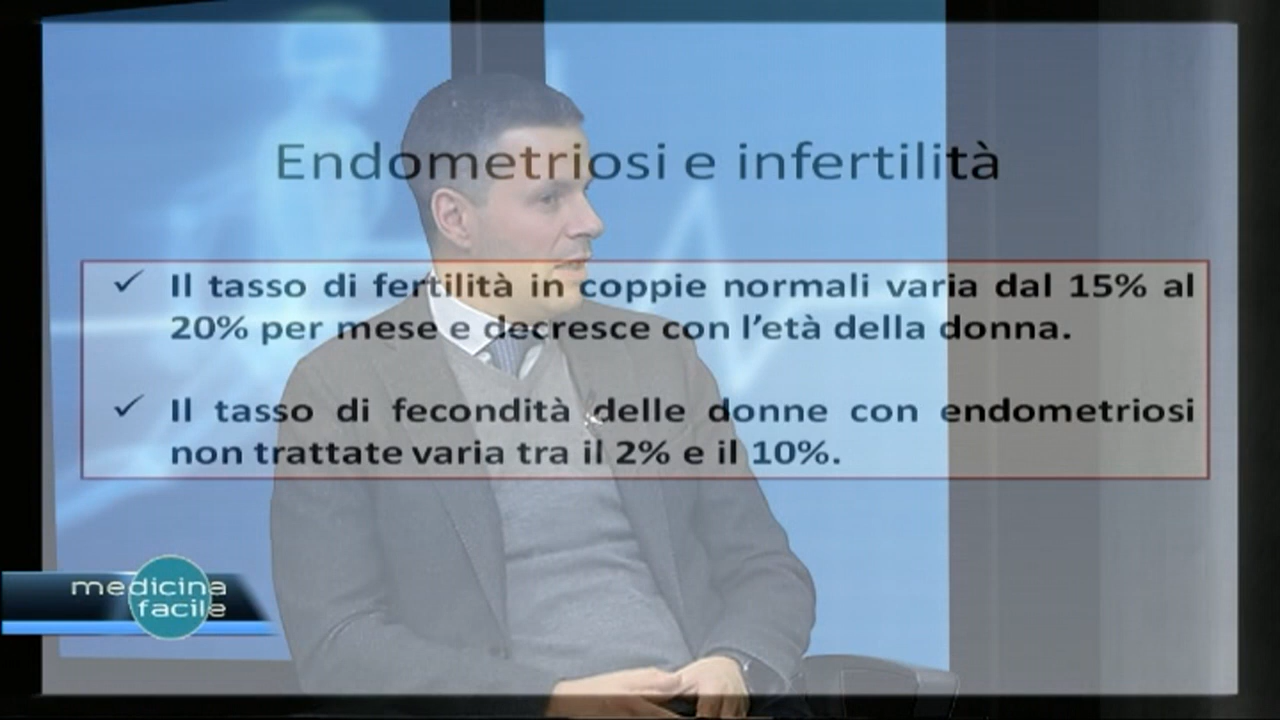 Endometriosi e infertilità
✓ Il tasso di fertilità in coppie normali varia dal 15% al
20% per mese e decresce con l’età della donna.
✓ Il tasso di fecondità delle donne con endometriosi
non trattate varia tra il 2% e il 10%.
medicina
facile